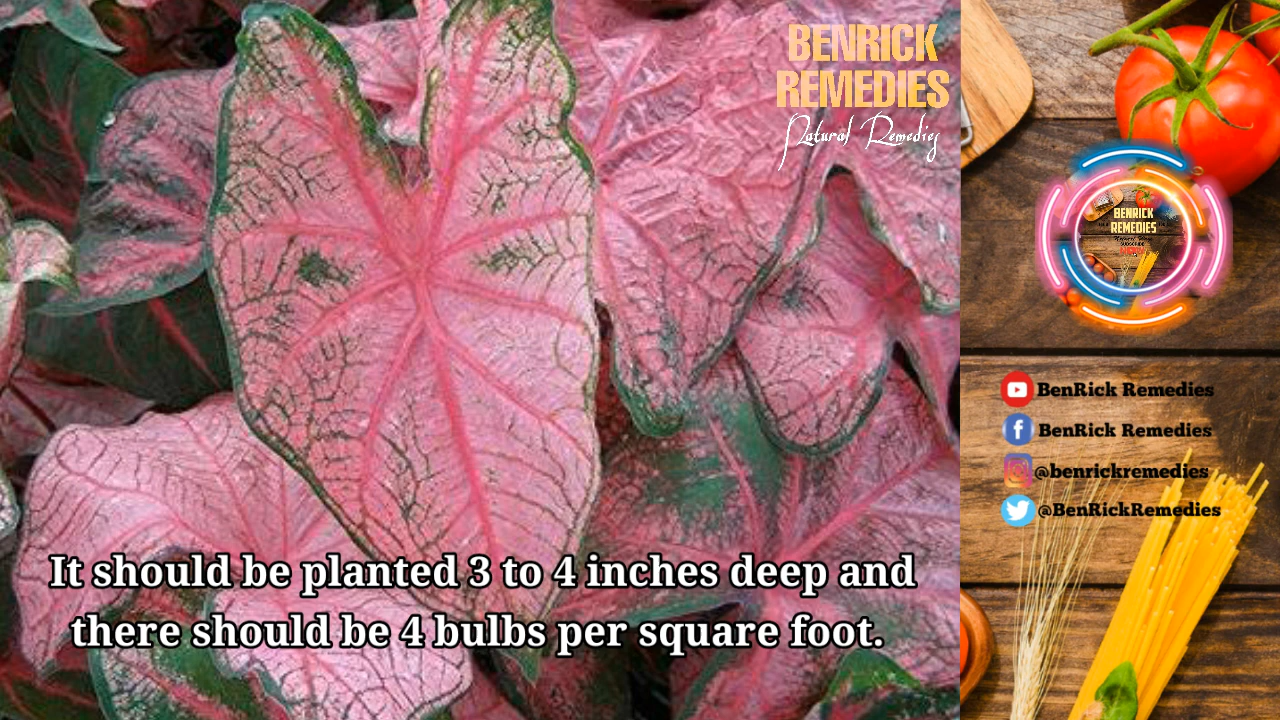 BENRICK
REMEDIES
Natural Remedies
BENRICK
REMEDIES
BenRick Remedies
BenRick Remedies
@benrickremedies
@BenRickRemedies
It should be planted 3 to 4 inches deep and
there should be 4 bulbs per square foot.